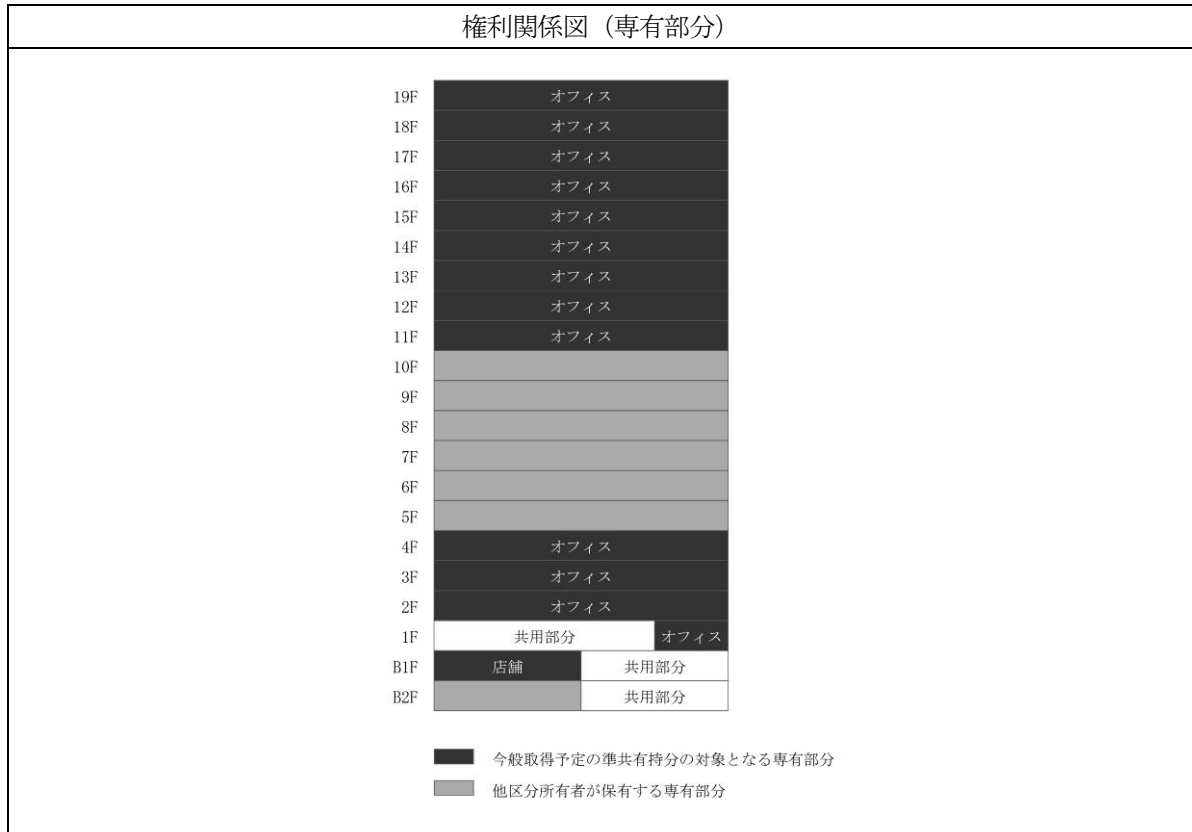 権利関係図（専有部分）
19F オフィス
18F オフィス
17F オフィス
16F オフィス
15F オフィス
14F オフィス
13F オフィス
12F オフィス
11F オフィス
10F
9F
8F
7F
6F
5F
4F オフィス
3F オフィス
2F オフィス
1F 共用部分 オフィス
B1F 店舗 共用部分
B2F 共用部分
今般取得予定の準共有持分の対象となる専有部分
他区分所有者が保有する専有部分